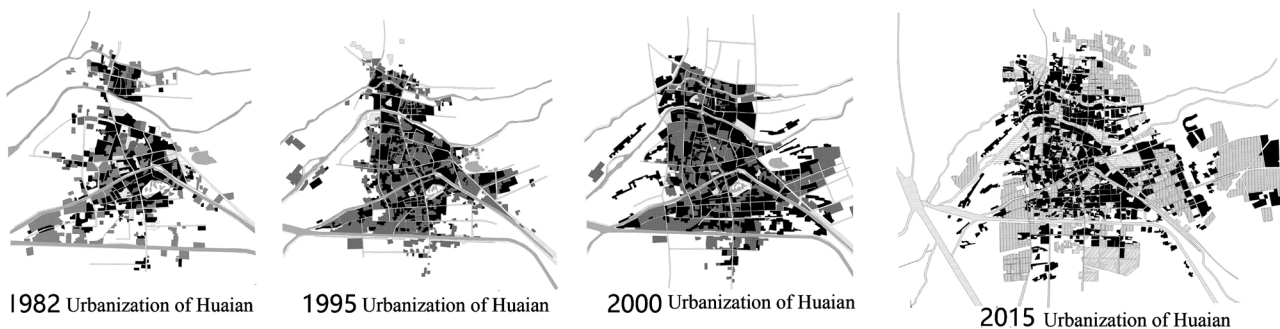 1982 Urbanization of Huaian
1995 Urbanization of Huaian
2000 Urbanization of Huaian
2015 Urbanization of Huaian